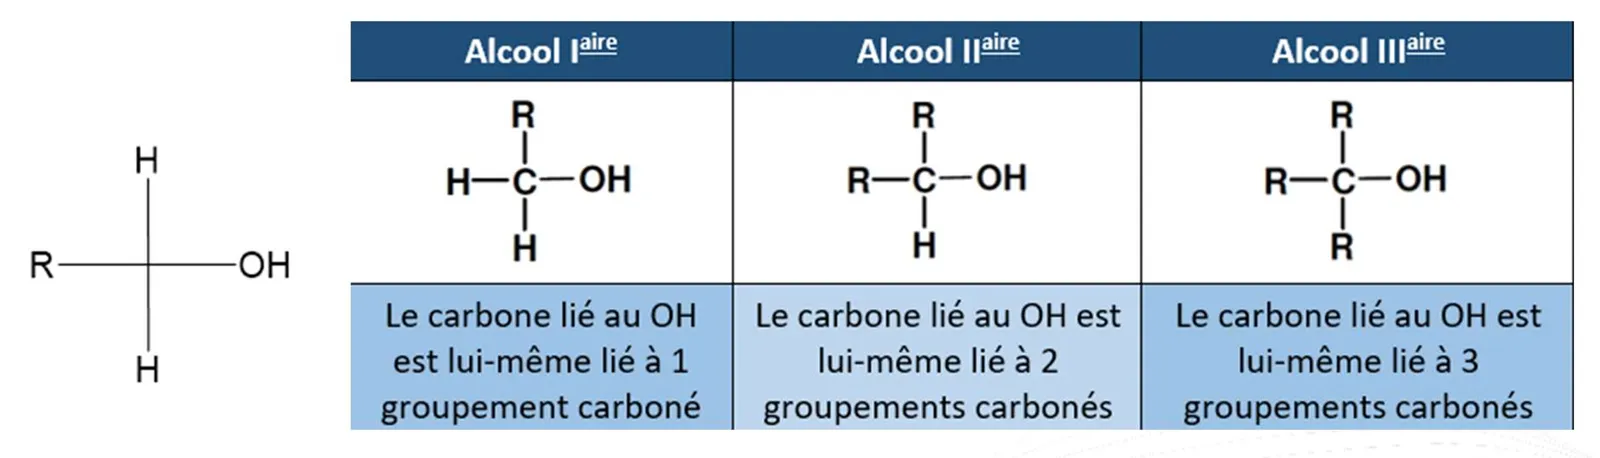 H
R OH
H
Alcool Iaire
Alcool IIaire
Alcool IIIaire
R
H—C—OH
H
R
R—C—OH
H
R
R—C—OH
R
Le carbone lié au OH
est lui-même lié à 1
groupement carboné
Le carbone lié au OH est
lui-même lié à 2
groupements carbonés
Le carbone lié au OH est
lui-même lié à 3
groupements carbonés